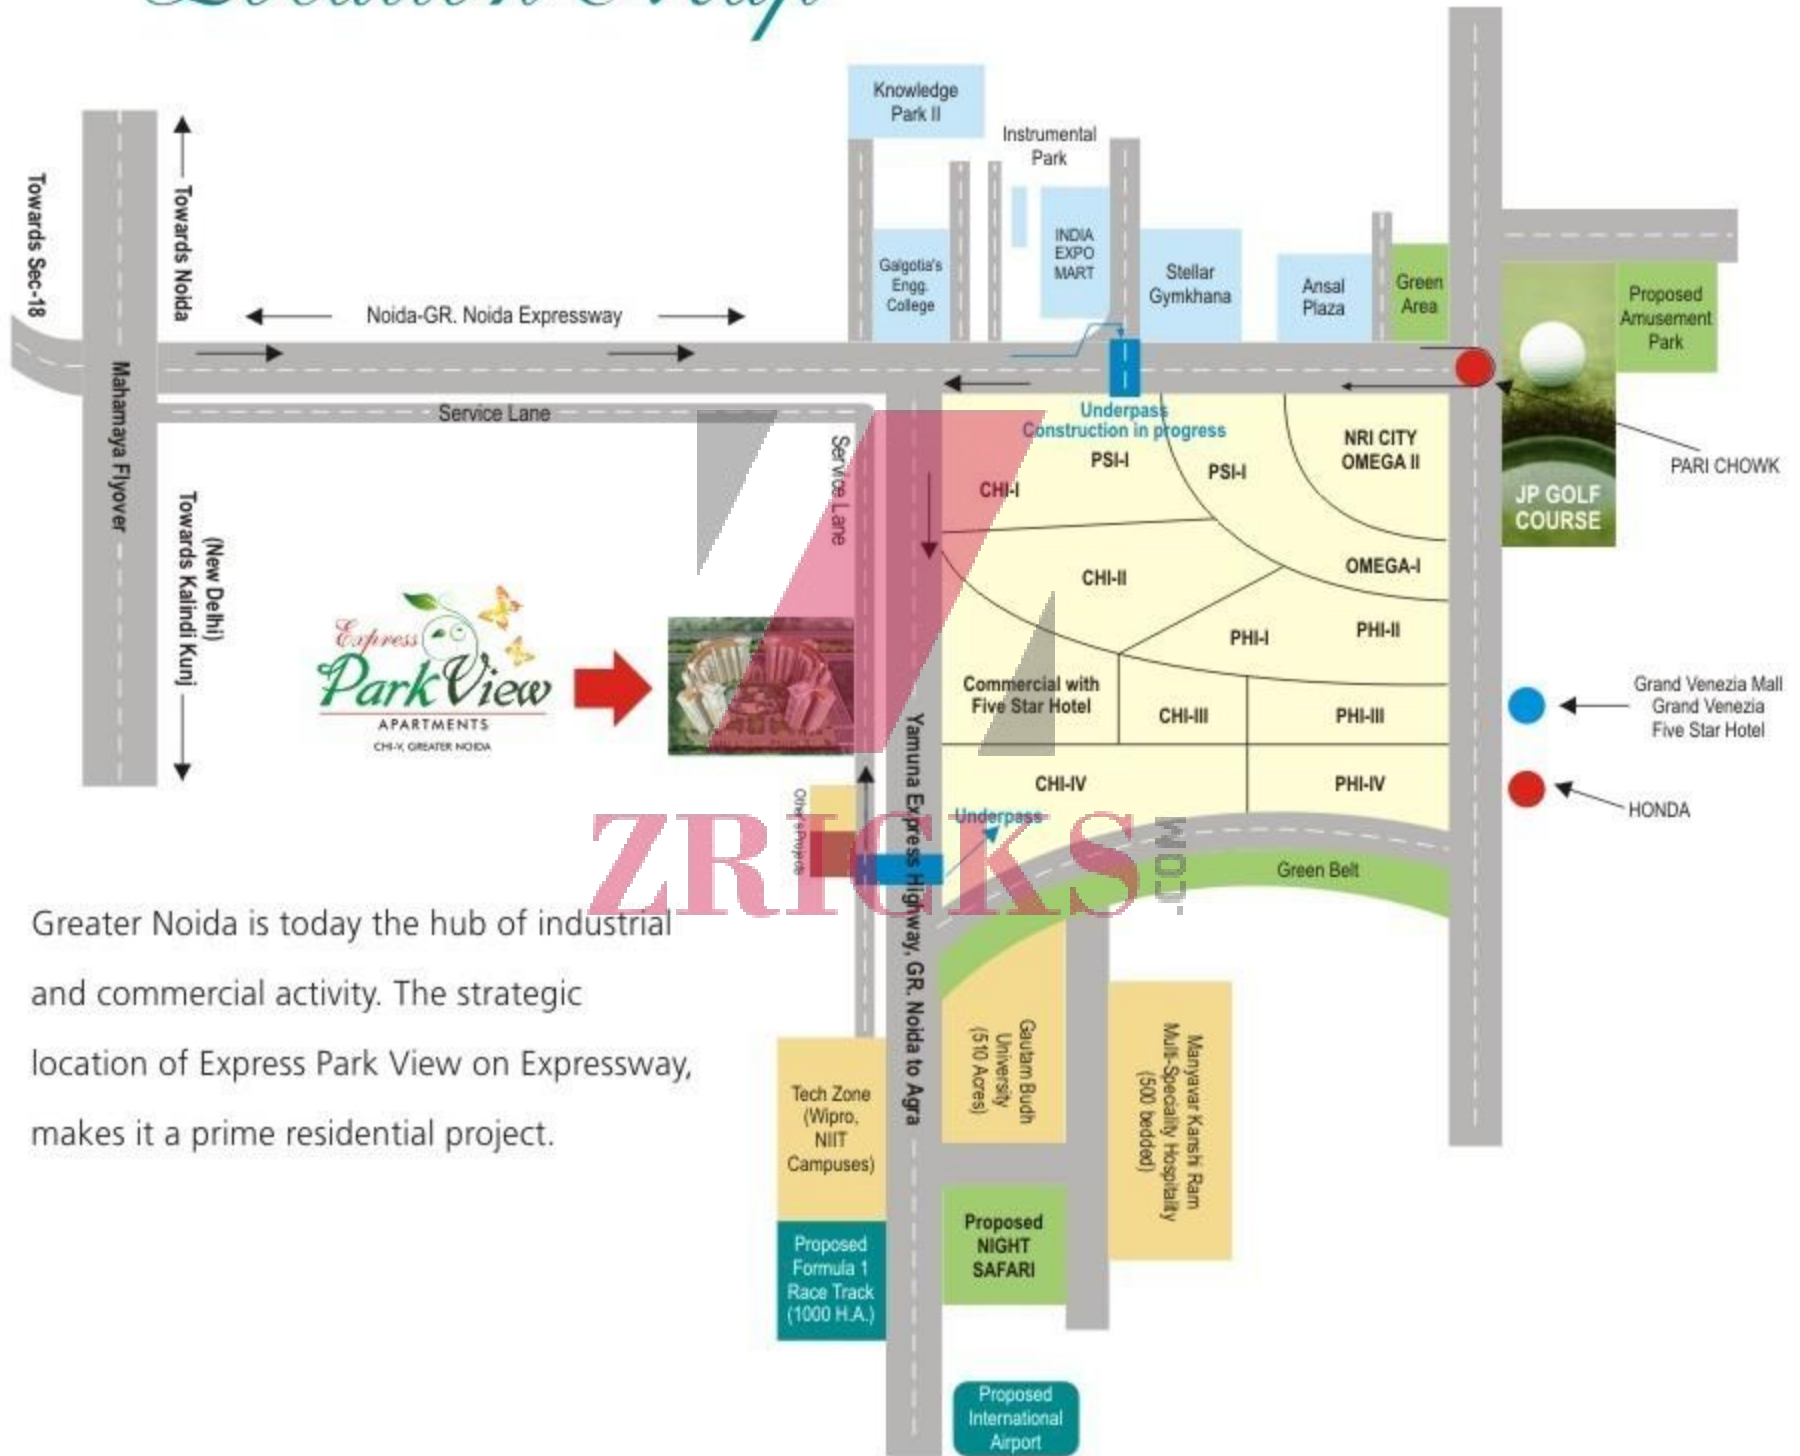 Location Map
Knowledge
Park II
Instrumental
Park
Towards Sec-18
Towards Noida
Noida-GR. Noida Expressway
Galgotia's
Engg.
College
INDIA
EXPO
MART
Stellar
Gymkhana
Ansal
Plaza
Green
Area
Proposed
Amusement
Park
Mahamaya Flyover
Service Lane
Service Lane
Underpass
Construction in progress
PSI-I
CHI-I
PSI-I
NRI CITY
OMEGA II
JP GOLF
COURSE
PARI CHOWK
(New Delhi)
Towards Kalindi Kunj
CHI-II
OMEGA-I
PHI-I
PHI-II
Express
Park View
APARTMENTS
CHI-V, GREATER NOIDA
Commercial with
Five Star Hotel
CHI-III
PHI-III
Grand Venezia Mall
Grand Venezia
Five Star Hotel
CHI-IV
PHI-IV
HONDA
Other's Projects
Underpass
Yamuna Express Highway, GR. Noida to Agra
ZRICKS
.COM
Green Belt
Greater Noida is today the hub of industrial
and commercial activity. The strategic
location of Express Park View on Expressway,
makes it a prime residential project.
Gautam Budh
University
(510 Acres)
Manyavar Kanshi Ram
Multi-Speciality Hospitality
(500 bedded)
Tech Zone
(Wipro,
NIIT
Campuses)
Proposed
Formula 1
Race Track
(1000 H.A.)
Proposed
NIGHT
SAFARI
Proposed
International
Airport